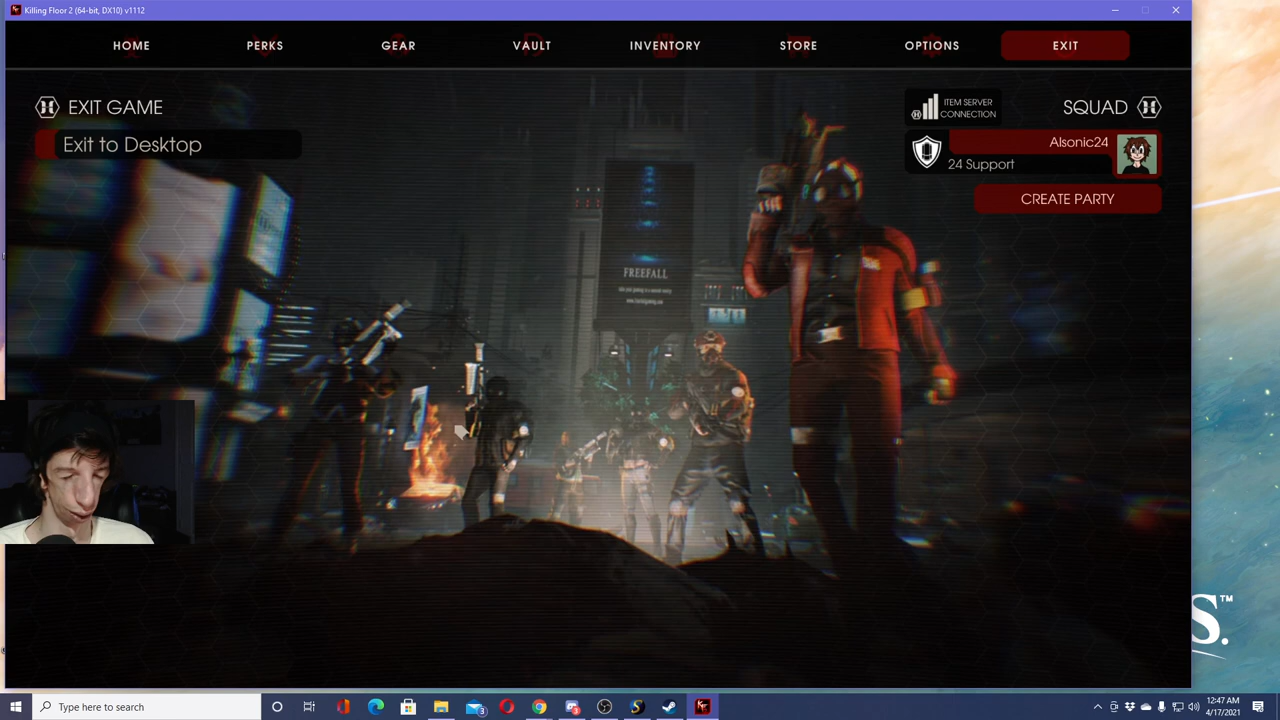 Killing Floor 2 (64-bit, DX10) v1112
HOME
PERKS
GEAR
VAULT
INVENTORY
STORE
OPTIONS
EXIT
EXIT GAME
Exit to Desktop
ITEM SERVER
CONNECTION
SQUAD
Alsonic24
24 Support
CREATE PARTY
FREEFALL
S.™
Type here to search
3
12:47 AM
4/17/2021